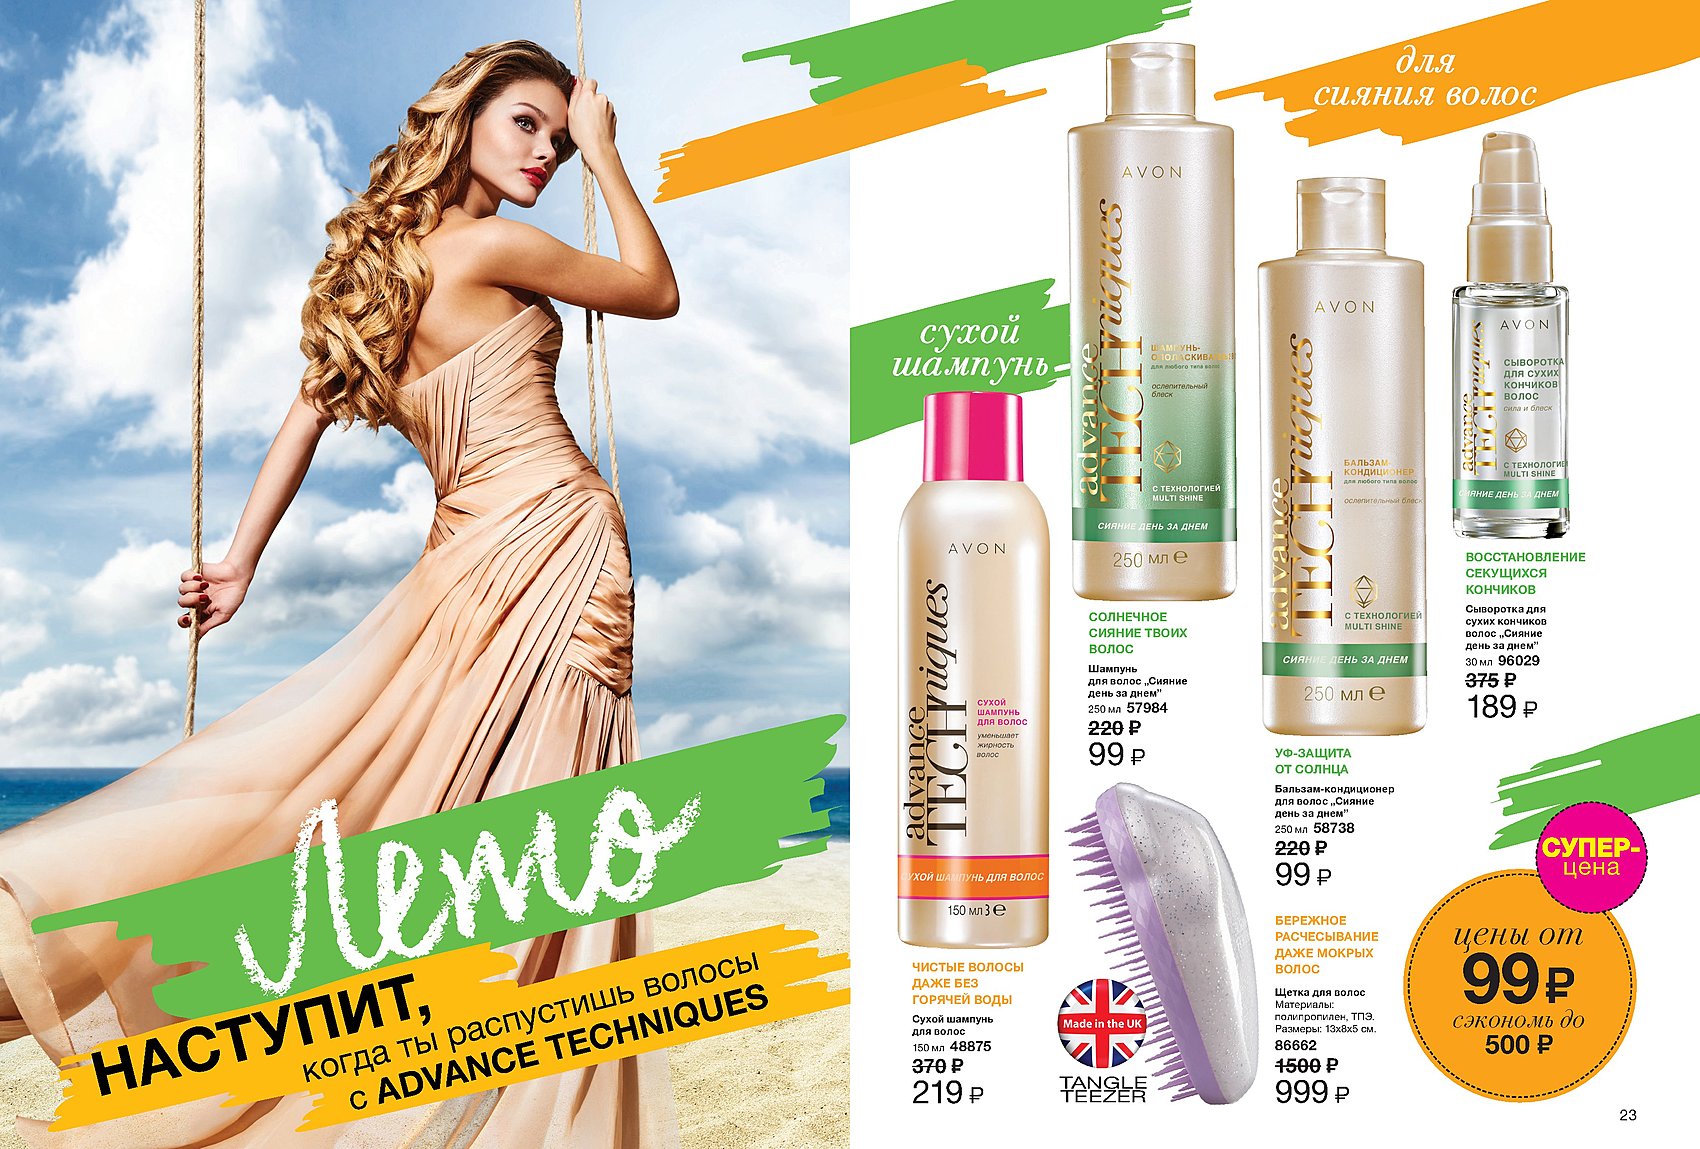 Лето
НАСТУПИТ,
когда ты распустишь волосы
с ADVANCE TECHNIQUES
для
сияния волос
сухой
шампунь
AVON
advance
TECHniques
ШАМПУНЬ-
ОПОЛАСКИВАТЕЛЬ
для любого типа волос
ослепительный
блеск
С ТЕХНОЛОГИЕЙ
MULTI SHINE
СИЯНИЕ ДЕНЬ ЗА ДНЕМ
250 мл e
AVON
advance
TECHniques
БАЛЬЗАМ-
КОНДИЦИОНЕР
для любого типа волос
ослепительный блеск
С ТЕХНОЛОГИЕЙ
MULTI SHINE
СИЯНИЕ ДЕНЬ ЗА ДНЕМ
250 мл e
AVON
advance
TECHniques
СЫВОРОТКА
ДЛЯ СУХИХ
КОНЧИКОВ
ВОЛОС
сила и блеск
С ТЕХНОЛОГИЕЙ
MULTI SHINE
СИЯНИЕ ДЕНЬ ЗА ДНЕМ
AVON
advance
TECHniques
СУХОЙ
ШАМПУНЬ
ДЛЯ ВОЛОС
уменьшает
жирность
волос
СУХОЙ ШАМПУНЬ ДЛЯ ВОЛОС
150 мл 3 e
СОЛНЕЧНОЕ
СИЯНИЕ ТВОИХ
ВОЛОС
Шампунь
для волос „Сияние
день за днем”
250 мл 57984
220 ₽
99 ₽
ВОССТАНОВЛЕНИЕ
СЕКУЩИХСЯ
КОНЧИКОВ
Сыворотка для
сухих кончиков
волос „Сияние
день за днем”
30 мл 96029
375 ₽
189 ₽
УФ-ЗАЩИТА
ОТ СОЛНЦА
Бальзам-кондиционер
для волос „Сияние
день за днем”
250 мл 58738
220 ₽
99 ₽
ЧИСТЫЕ ВОЛОСЫ
ДАЖЕ БЕЗ
ГОРЯЧЕЙ ВОДЫ
Сухой шампунь
для волос
150 мл 48875
370 ₽
219 ₽
Made in the UK
TANGLE
TEEZER
БЕРЕЖНОЕ
РАСЧЕСЫВАНИЕ
ДАЖЕ МОКРЫХ
ВОЛОС
Щетка для волос
Материалы:
полипропилен, ТПЭ.
Размеры: 13x8x5 см.
86662
1500 ₽
999 ₽
СУПЕР-
цена
цены от
99 ₽
сэкономь до
500 ₽
23